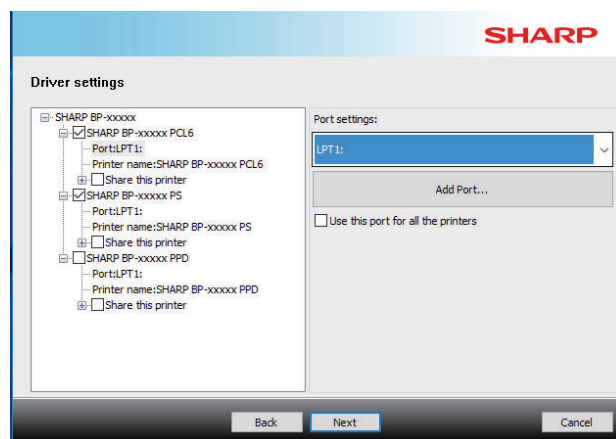 SHARP
Driver settings
SHARP BP-xxxxx
SHARP BP-xxxxx PCL6
Port:LPT1:
Printer name:SHARP BP-xxxxx PCL6
Share this printer
SHARP BP-xxxxx PS
Port:LPT1:
Printer name:SHARP BP-xxxxx PS
Share this printer
SHARP BP-xxxxx PPD
Port:LPT1:
Printer name:SHARP BP-xxxxx PPD
Share this printer
Port settings:
LPT1:
Add Port...
Use this port for all the printers
Back Next Cancel